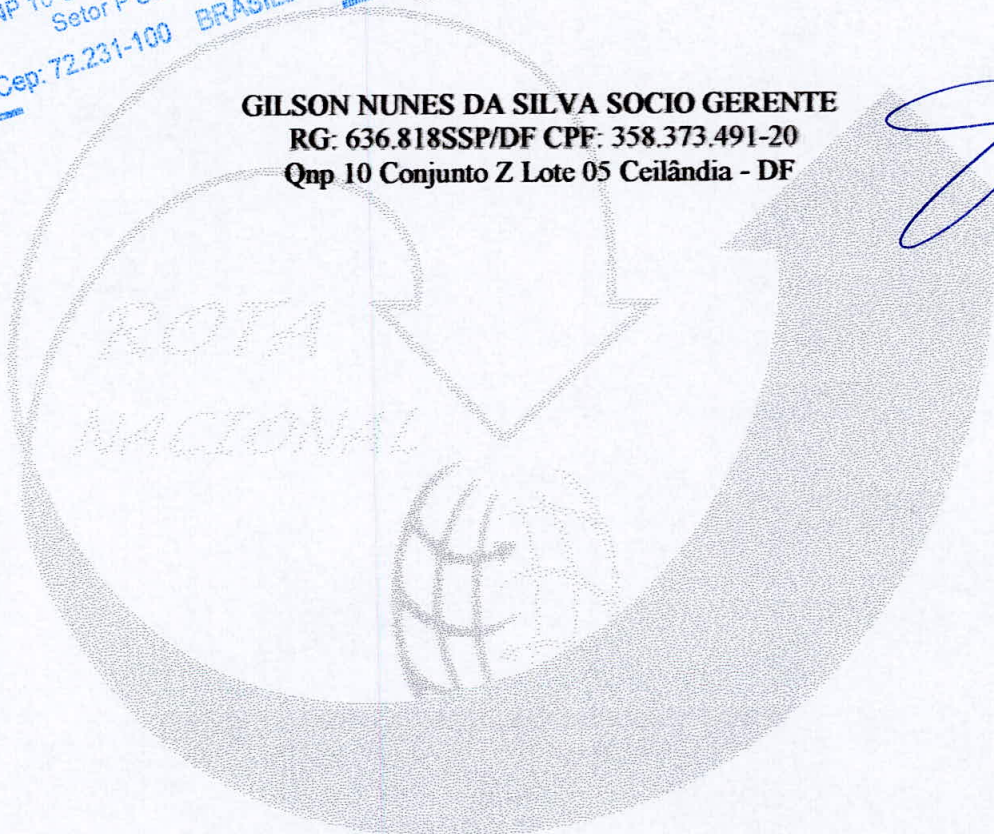 Setor P
Cep: 72.231-100 BRASIL
GILSON NUNES DA SILVA SOCIO GERENTE
RG: 636.818SSP/DF CPF: 358.373.491-20
Qnp 10 Conjunto Z Lote 05 Ceilândia - DF
ROTA
NACIONAL